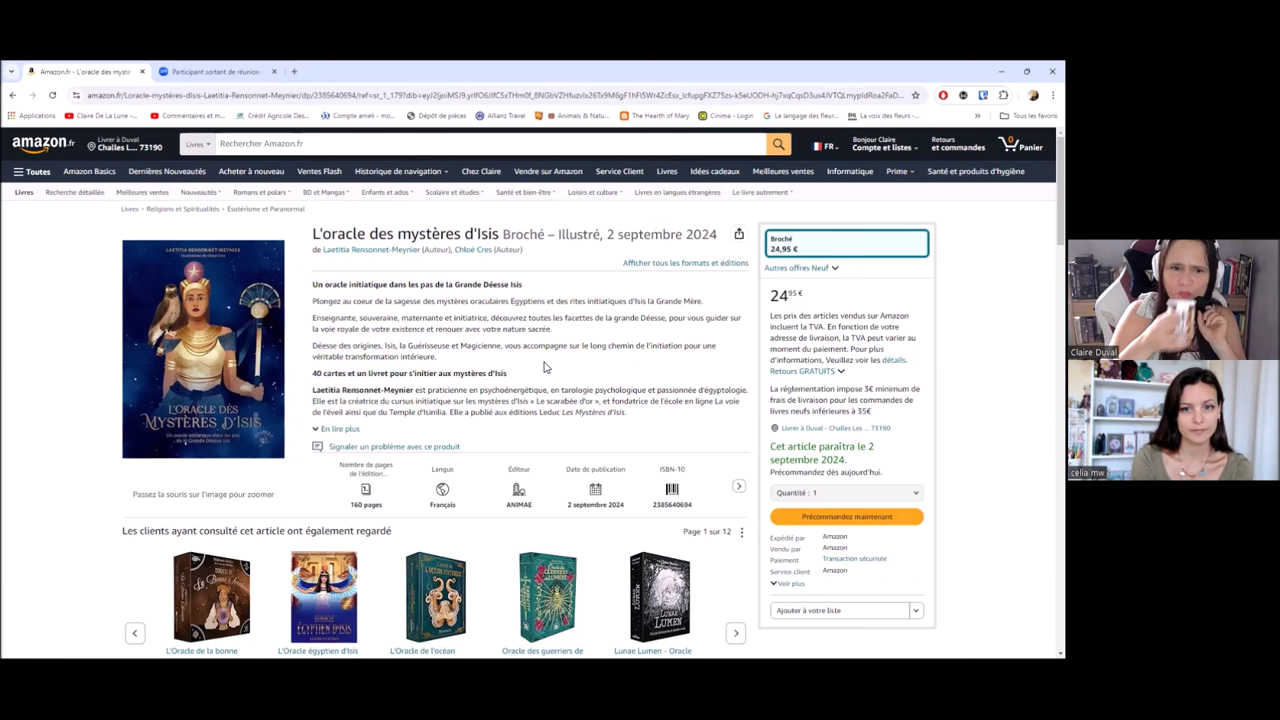 Amazon.fr - L'oracle des mystè
Participant sortant de réunion
Applications
Claire De La Lune -
Commentaires et m...
Crédit Agricole Des...
Compte ameli - mo...
Dépôt de pièces
Allianz Travel
Animals & Natu...
The Hearth of Mary
Cinima - Login
Le langage des fleur...
La voix des fleurs -...
Tous les favoris
amazon.fr
Livrer à Duval
Challes L... 73190
Livres
Rechercher Amazon.fr
FR
Bonjour Claire
Compte et listes
Retours
et commandes
0
Panier
Toutes
Amazon Basics
Dernières Nouveautés
Acheter à nouveau
Ventes Flash
Historique de navigation
Chez Claire
Vendre sur Amazon
Service Client
Livres
Idées cadeaux
Meilleures ventes
Informatique
Prime
Santé et produits d'hygiène
Livres
Recherche détaillée
Meilleures ventes
Nouveautés
Romans et polars
BD et Mangas
Enfants et ados
Scolaire et études
Santé et bien-être
Loisirs et culture
Livres en langues étrangères
Le livre autrement
Livres › Religions et Spiritualités › Ésotérisme et Paranormal
LAETITIA RENSONNET-MEYNIER
L'ORACLE DES
MYSTÈRES D'ISIS
Un oracle initiatique dans les pas
de la Grande Déesse Isis
Passez la souris sur l'image pour zoomer
L'oracle des mystères d'Isis Broché – Illustré, 2 septembre 2024
de Laetitia Rensonnet-Meynier (Auteur), Chloé Cres (Auteur)
Afficher tous les formats et éditions
Un oracle initiatique dans les pas de la Grande Déesse Isis
Plongez au coeur de la sagesse des mystères oraculaires Égyptiens et des rites initiatiques d'Isis la Grande Mère.
Enseignante, souveraine, maternante et initiatrice, découvrez toutes les facettes de la grande Déesse, pour vous guider sur
la voie royale de votre existence et renouer avec votre nature sacrée.
Déesse des origines, Isis, la Guérisseuse et Magicienne, vous accompagne sur le long chemin de l'initiation pour une
véritable transformation intérieure.
40 cartes et un livret pour s'initier aux mystères d'Isis
Laetitia Rensonnet-Meynier est praticienne en psychoénergétique, en tarologie psychologique et passionnée d'égyptologie.
Elle est la créatrice du cursus initiatique sur les mystères d'Isis « Le scarabée d'or », et fondatrice de l'école en ligne La voie
de l'éveil ainsi que du Temple d'Isinilia. Elle a publié aux éditions Leduc Les Mystères d'Isis.
En lire plus
Signaler un problème avec ce produit
Nombre de pages
de l'édition...
160 pages
Langue
Français
Éditeur
ANIMAE
Date de publication
2 septembre 2024
ISBN-10
2385640694
Broché
24,95 €
Autres offres Neuf
24 95 €
Les prix des articles vendus sur Amazon
incluent la TVA. En fonction de votre
adresse de livraison, la TVA peut varier au
moment du paiement. Pour plus
d'informations, Veuillez voir les détails.
Retours GRATUITS
La réglementation impose 3€ minimum de
frais de livraison pour les commandes de
livres neufs inférieures à 35€
Livrer à Duval - Challes Les ... 73190
Cet article paraîtra le 2
septembre 2024.
Précommandez dès aujourd'hui.
Quantité : 1
Précommandez maintenant
Expédié par Amazon
Vendu par Amazon
Paiement Transaction sécurisée
Service client Amazon
Voir plus
Ajouter à votre liste
Les clients ayant consulté cet article ont également regardé
Page 1 sur 12
L'Oracle de la bonne
L'Oracle égyptien d'Isis
L'Oracle de l'océan
Oracle des guerriers de
Lunae Lumen - Oracle
Claire Duval
celia mw